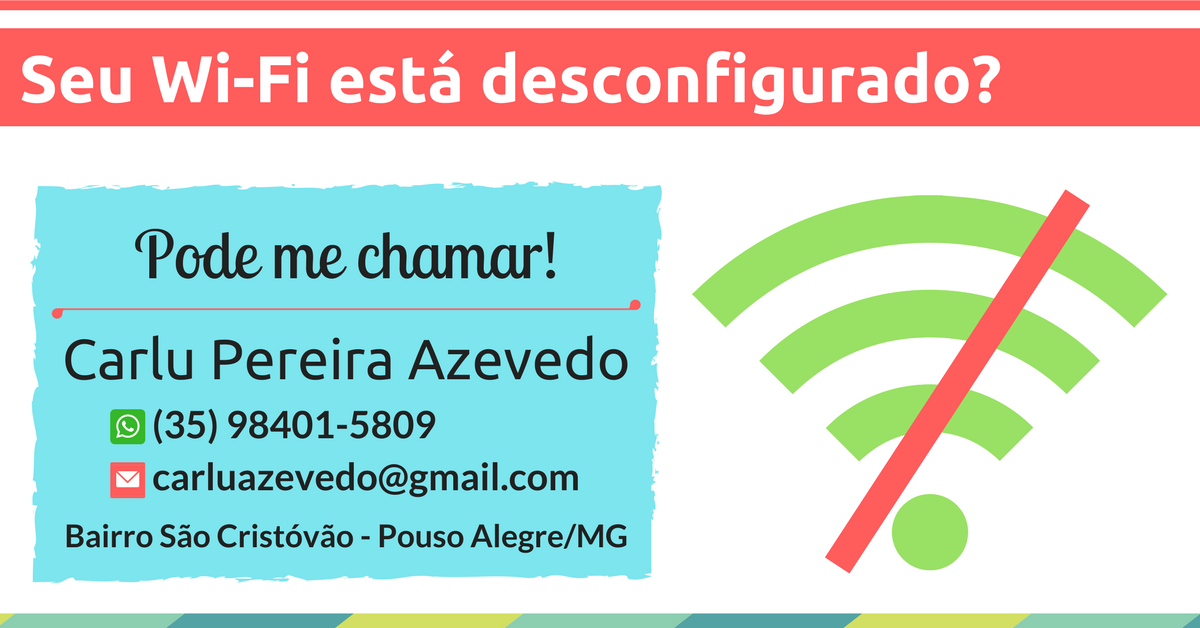 Seu Wi-Fi está desconfigurado?
Pode me chamar!
Carlu Pereira Azevedo
(35) 98401-5809
carluazevedo@gmail.com
Bairro São Cristóvão - Pouso Alegre/MG